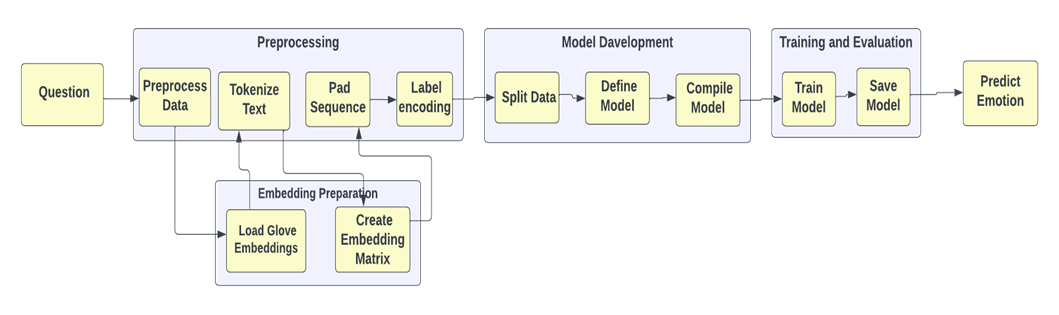 Preprocessing
Model Davelopment
Training and Evaluation
Question
Preprocess
Data
Tokenize
Text
Pad
Sequence
Label
encoding
Split Data
Define
Model
Compile
Model
Train
Model
Save
Model
Predict
Emotion
Embedding Preparation
Load Glove
Embeddings
Create
Embedding
Matrix